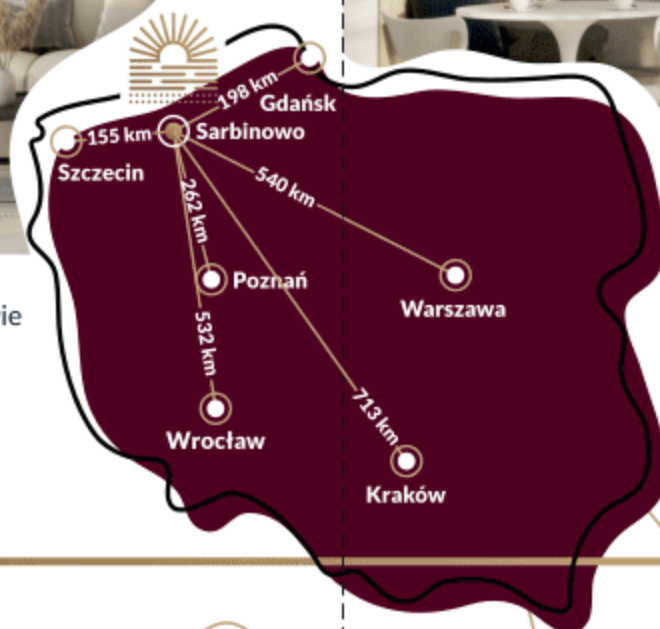 198 km
Gdańsk
155 km
Sarbinowo
Szczecin
540 km
262 km
Poznań
Warszawa
532 km
713 km
Wrocław
Kraków